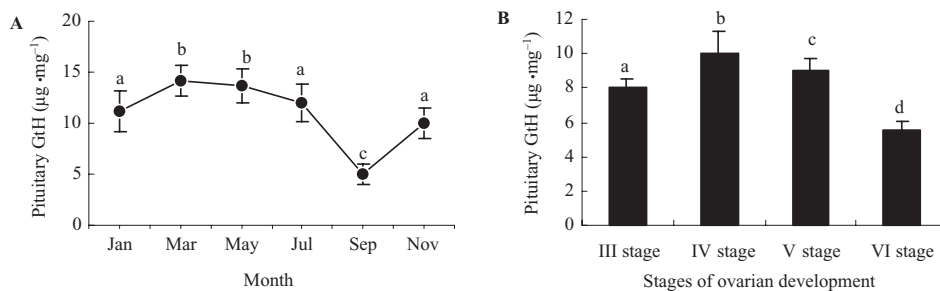 A
Pituitary GtH (μg •mg⁻¹)
20
15
10
5
0
a
b
b
a
c
a
Jan Mar May Jul Sep Nov
Month
B
Pituitary GtH (μg •mg⁻¹)
12
10
8
6
4
2
0
a
b
c
d
III stage IV stage V stage VI stage
Stages of ovarian development